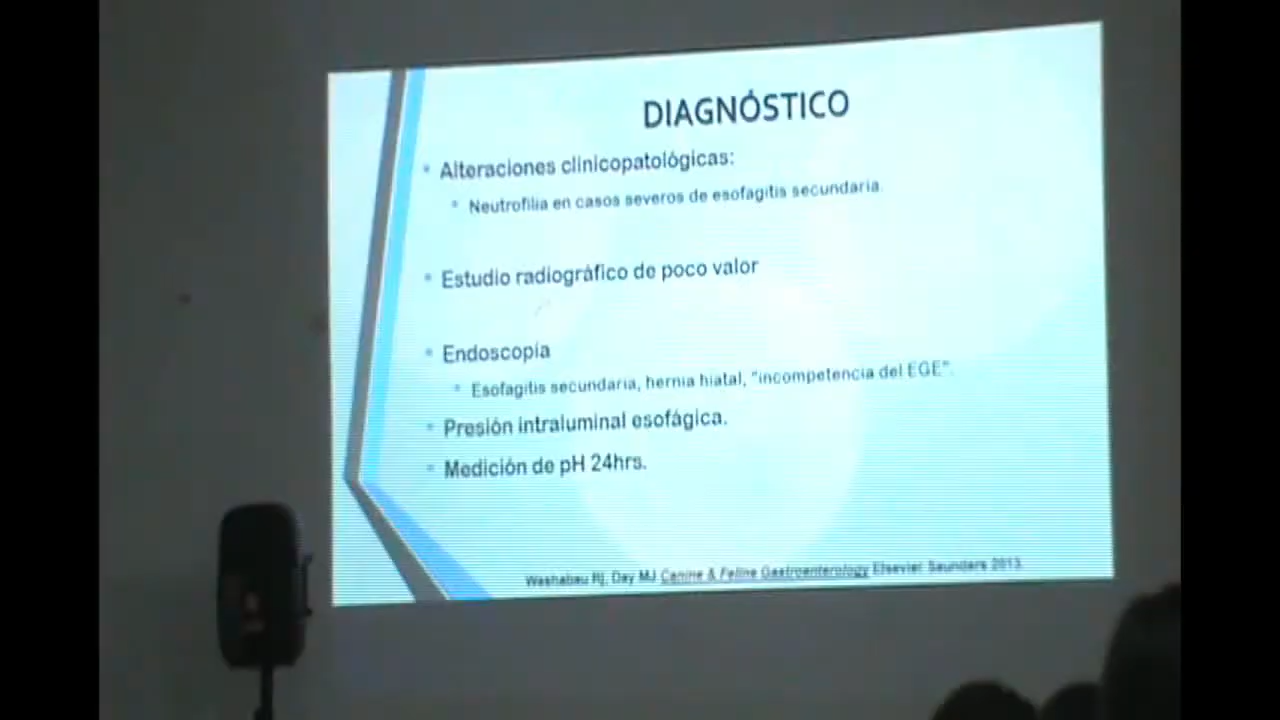 DIAGNÓSTICO
Alteraciones clinicopatológicas:
Neutrofilia en casos severos de esofagitis secundaria.
Estudio radiográfico de poco valor
Endoscopía
Esofagitis secundaria, hernia hiatal, "incompetencia del EGE".
Presión intraluminal esofágica.
Medición de pH 24hrs.
Washabau RJ, Day MJ Canine & Feline Gastroenterology Elsevier Saunders 2013.